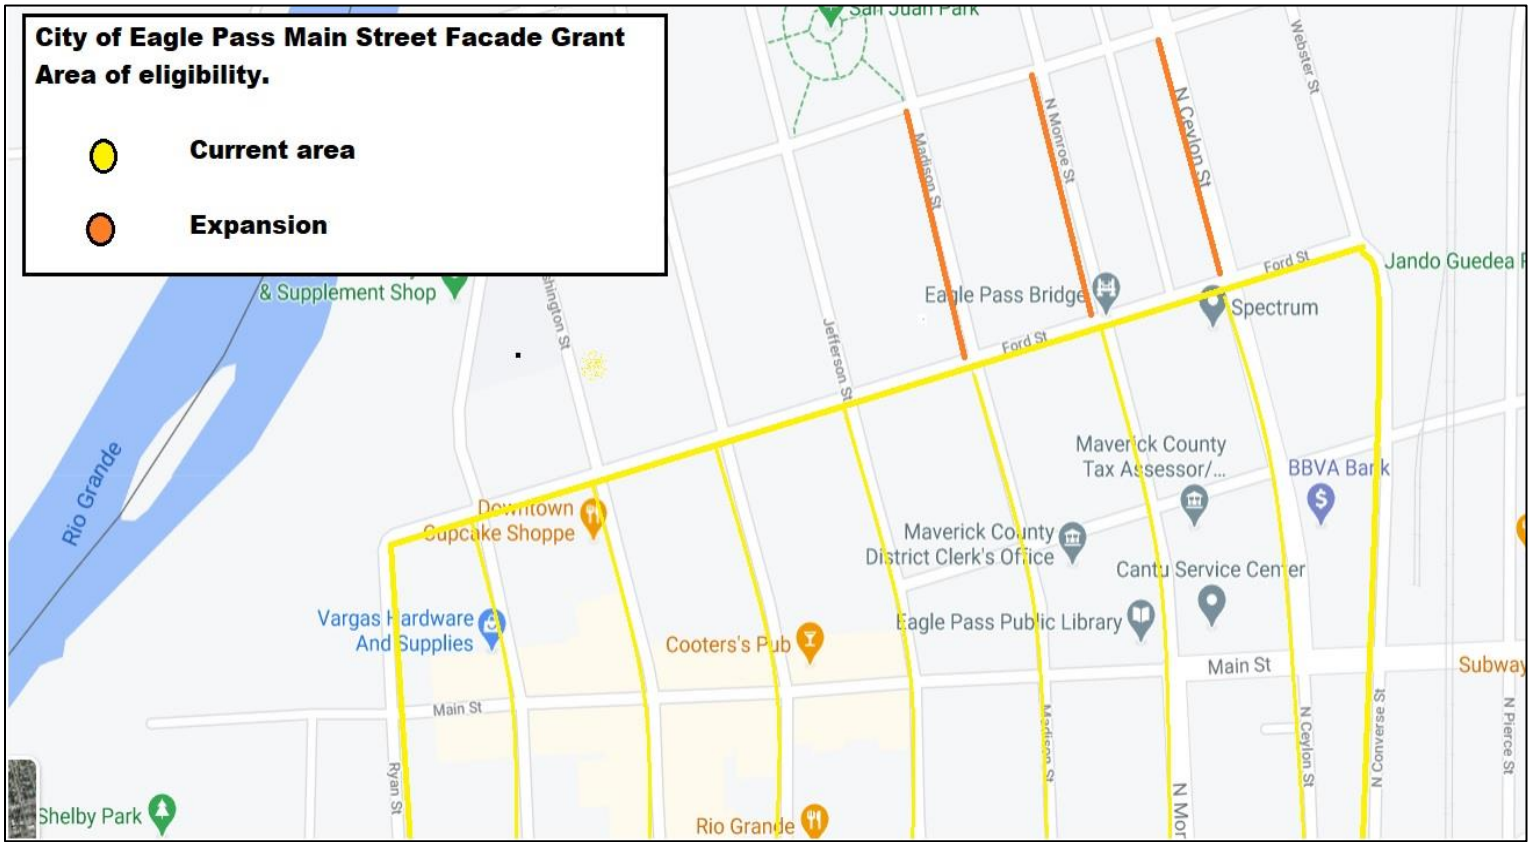 City of Eagle Pass Main Street Facade Grant
Area of eligibility.
Current area
Expansion
San Juan Park
Webster St
N Ceylon St
N Monroe St
Madison St
Ford St
Jando Guedea
& Supplement Shop
Eagle Pass Bridge
Spectrum
shington St
Jefferson St
Ford St
Rio Grande
Maverick County
Tax Assessor/...
BBVA Bank
Downtown
Cupcake Shoppe
Maverick County
District Clerk's Office
Cantu Service Center
Vargas Hardware
And Supplies
Eagle Pass Public Library
Cooters's Pub
Main St
Subway
Main St
Madison St
N Ceylon St
N Converse St
N Pierce St
Ryan St
N Mor
Shelby Park
Rio Grande